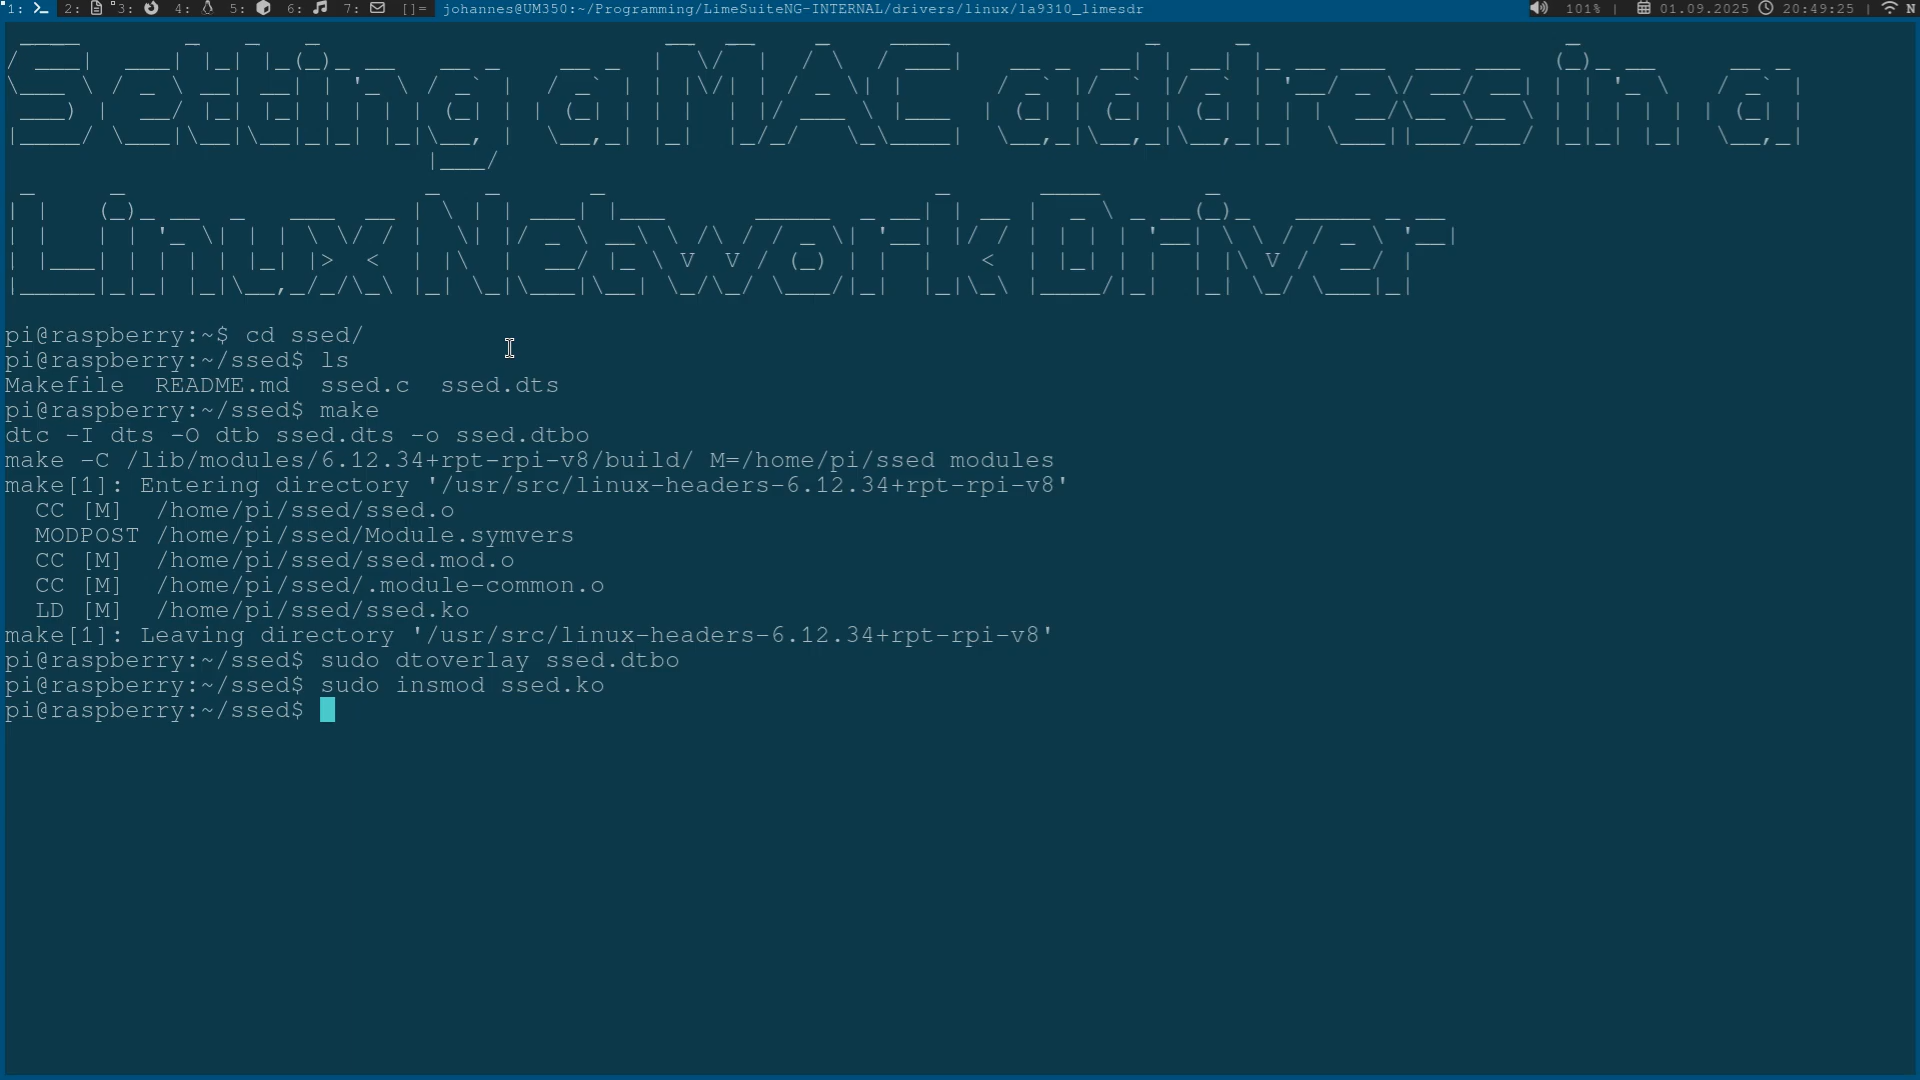 1: 2: 3: 4: 5: 6: 7: []= johannes@UM350:~/Programming/LimeSuiteNG-INTERNAL/drivers/linux/la9310_limesdr 101% | 01.09.2025 20:49:25 | N
Setting a MAC address in a
Linux Network Driver
pi@raspberry:~$ cd ssed/
pi@raspberry:~/ssed$ ls
Makefile  README.md  ssed.c  ssed.dts
pi@raspberry:~/ssed$ make
dtc -I dts -O dtb ssed.dts -o ssed.dtbo
make -C /lib/modules/6.12.34+rpt-rpi-v8/build/ M=/home/pi/ssed modules
make[1]: Entering directory '/usr/src/linux-headers-6.12.34+rpt-rpi-v8'
  CC [M]  /home/pi/ssed/ssed.o
  MODPOST /home/pi/ssed/Module.symvers
  CC [M]  /home/pi/ssed/ssed.mod.o
  CC [M]  /home/pi/ssed/.module-common.o
  LD [M]  /home/pi/ssed/ssed.ko
make[1]: Leaving directory '/usr/src/linux-headers-6.12.34+rpt-rpi-v8'
pi@raspberry:~/ssed$ sudo dtoverlay ssed.dtbo
pi@raspberry:~/ssed$ sudo insmod ssed.ko
pi@raspberry:~/ssed$